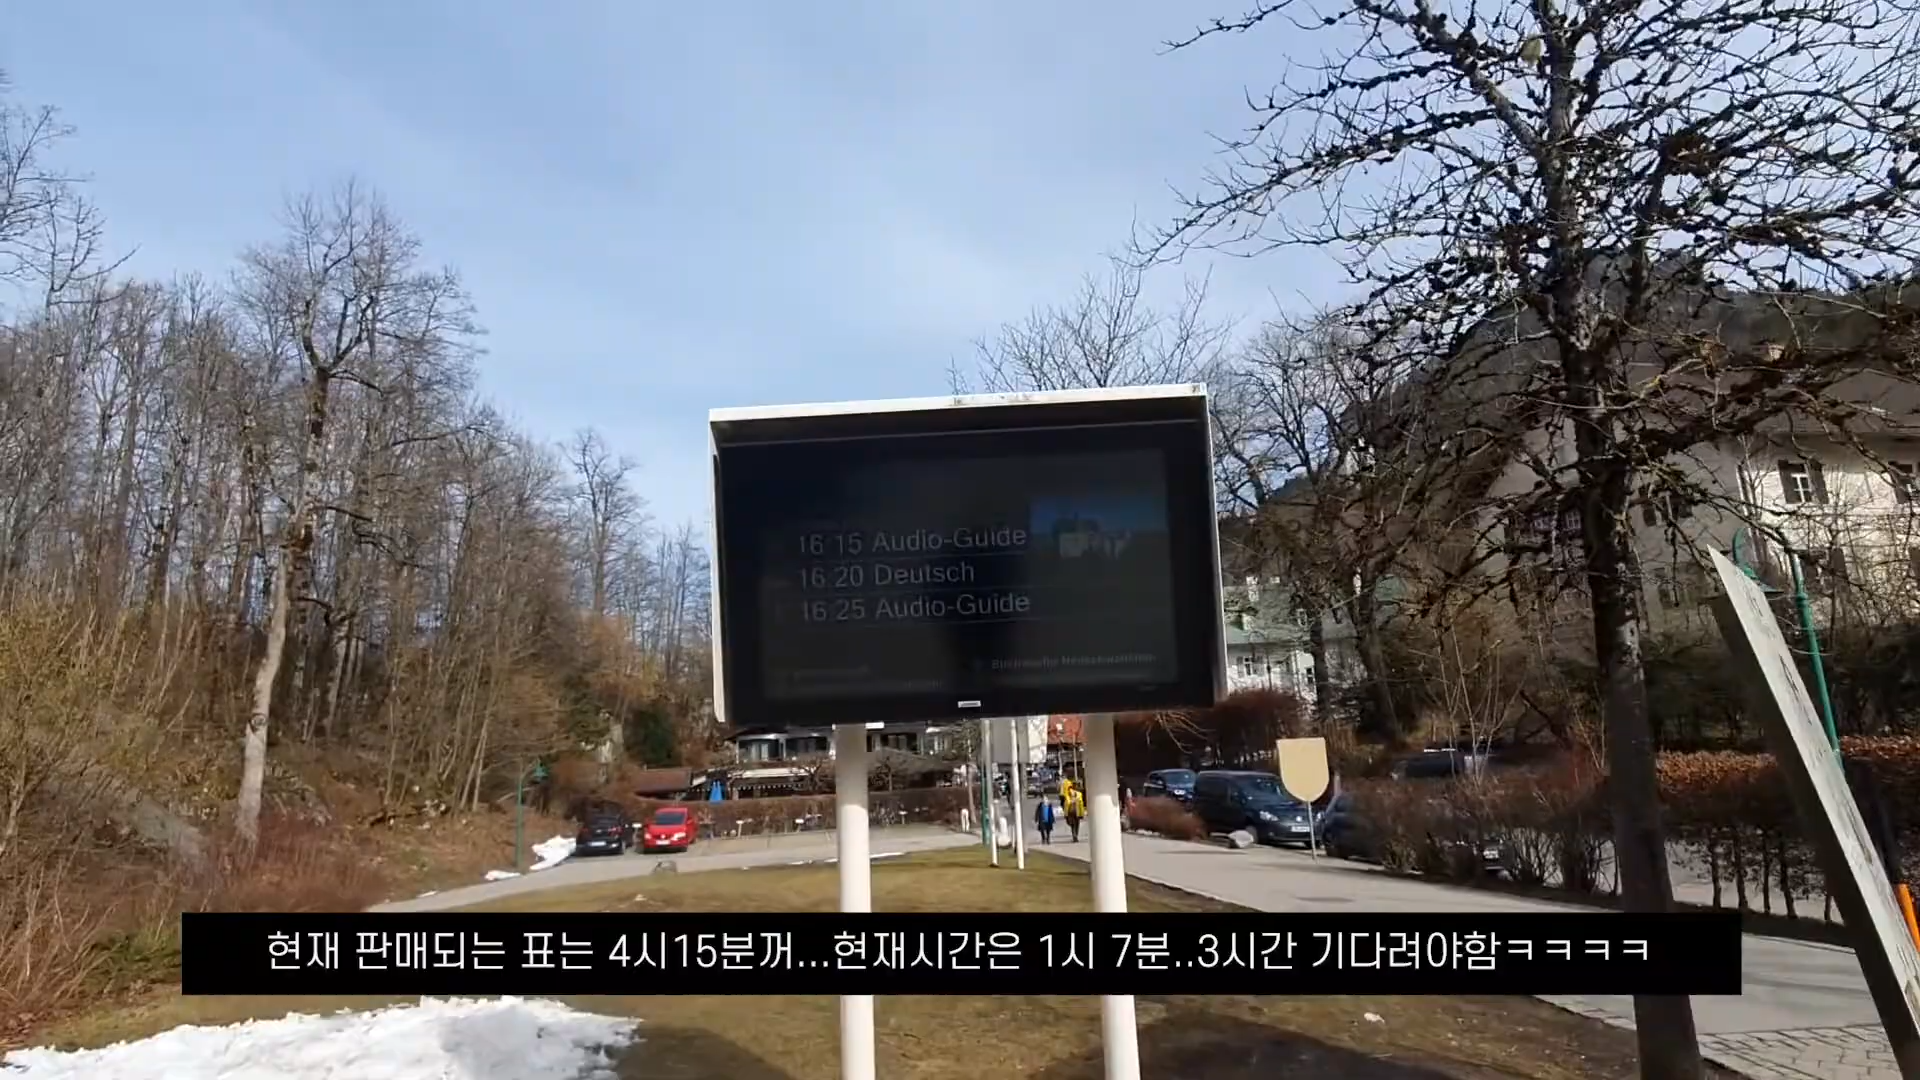 16:15 Audio-Guide
16:20 Deutsch
16:25 Audio-Guide
현재 판매되는 표는 4시15분꺼...현재시간은 1시 7분..3시간 기다려야함ㅋㅋㅋㅋ